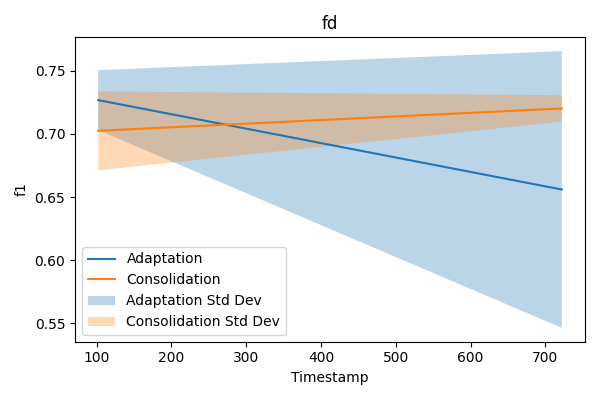 fd
f1
0.75
0.70
0.65
0.60
0.55
Adaptation
Consolidation
Adaptation Std Dev
Consolidation Std Dev
100 200 300 400 500 600 700
Timestamp